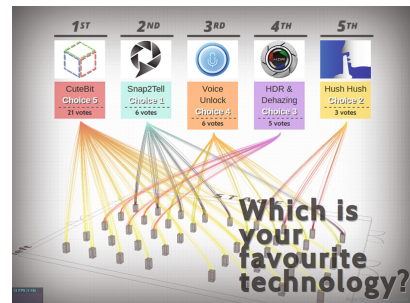 1ST
2ND
3RD
4TH
5TH
CuteBit
Choice 5
21 votes
Snap2Tell
Choice 1
6 votes
Voice
Unlock
Choice 4
6 votes
HDR &
Dehazing
Choice 3
5 votes
Hush Hush
Choice 2
3 votes
Which is
your
favourite
technology?